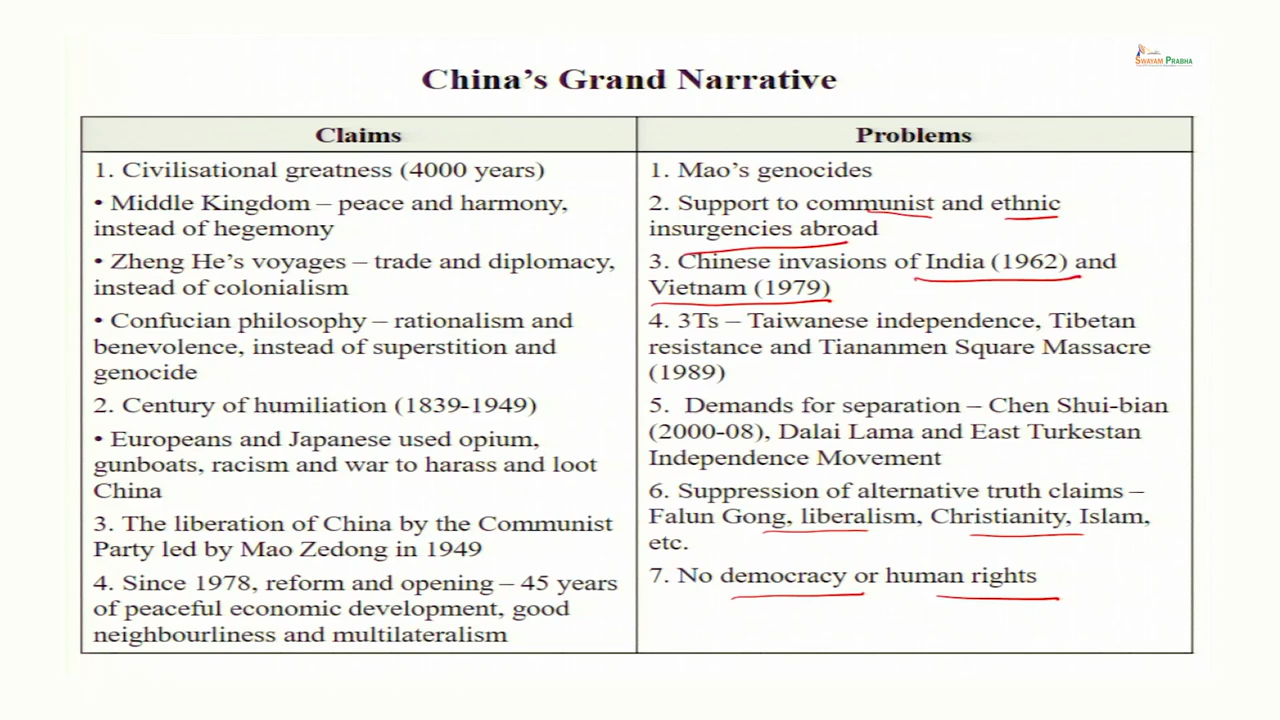 SWAYAM PRABHA
China's Grand Narrative
Claims
1. Civilisational greatness (4000 years)
• Middle Kingdom – peace and harmony,
instead of hegemony
• Zheng He's voyages – trade and diplomacy,
instead of colonialism
• Confucian philosophy – rationalism and
benevolence, instead of superstition and
genocide
2. Century of humiliation (1839-1949)
• Europeans and Japanese used opium,
gunboats, racism and war to harass and loot
China
3. The liberation of China by the Communist
Party led by Mao Zedong in 1949
4. Since 1978, reform and opening – 45 years
of peaceful economic development, good
neighbourliness and multilateralism
Problems
1. Mao's genocides
2. Support to communist and ethnic
insurgencies abroad
3. Chinese invasions of India (1962) and
Vietnam (1979)
4. 3Ts – Taiwanese independence, Tibetan
resistance and Tiananmen Square Massacre
(1989)
5. Demands for separation – Chen Shui-bian
(2000-08), Dalai Lama and East Turkestan
Independence Movement
6. Suppression of alternative truth claims –
Falun Gong, liberalism, Christianity, Islam,
etc.
7. No democracy or human rights